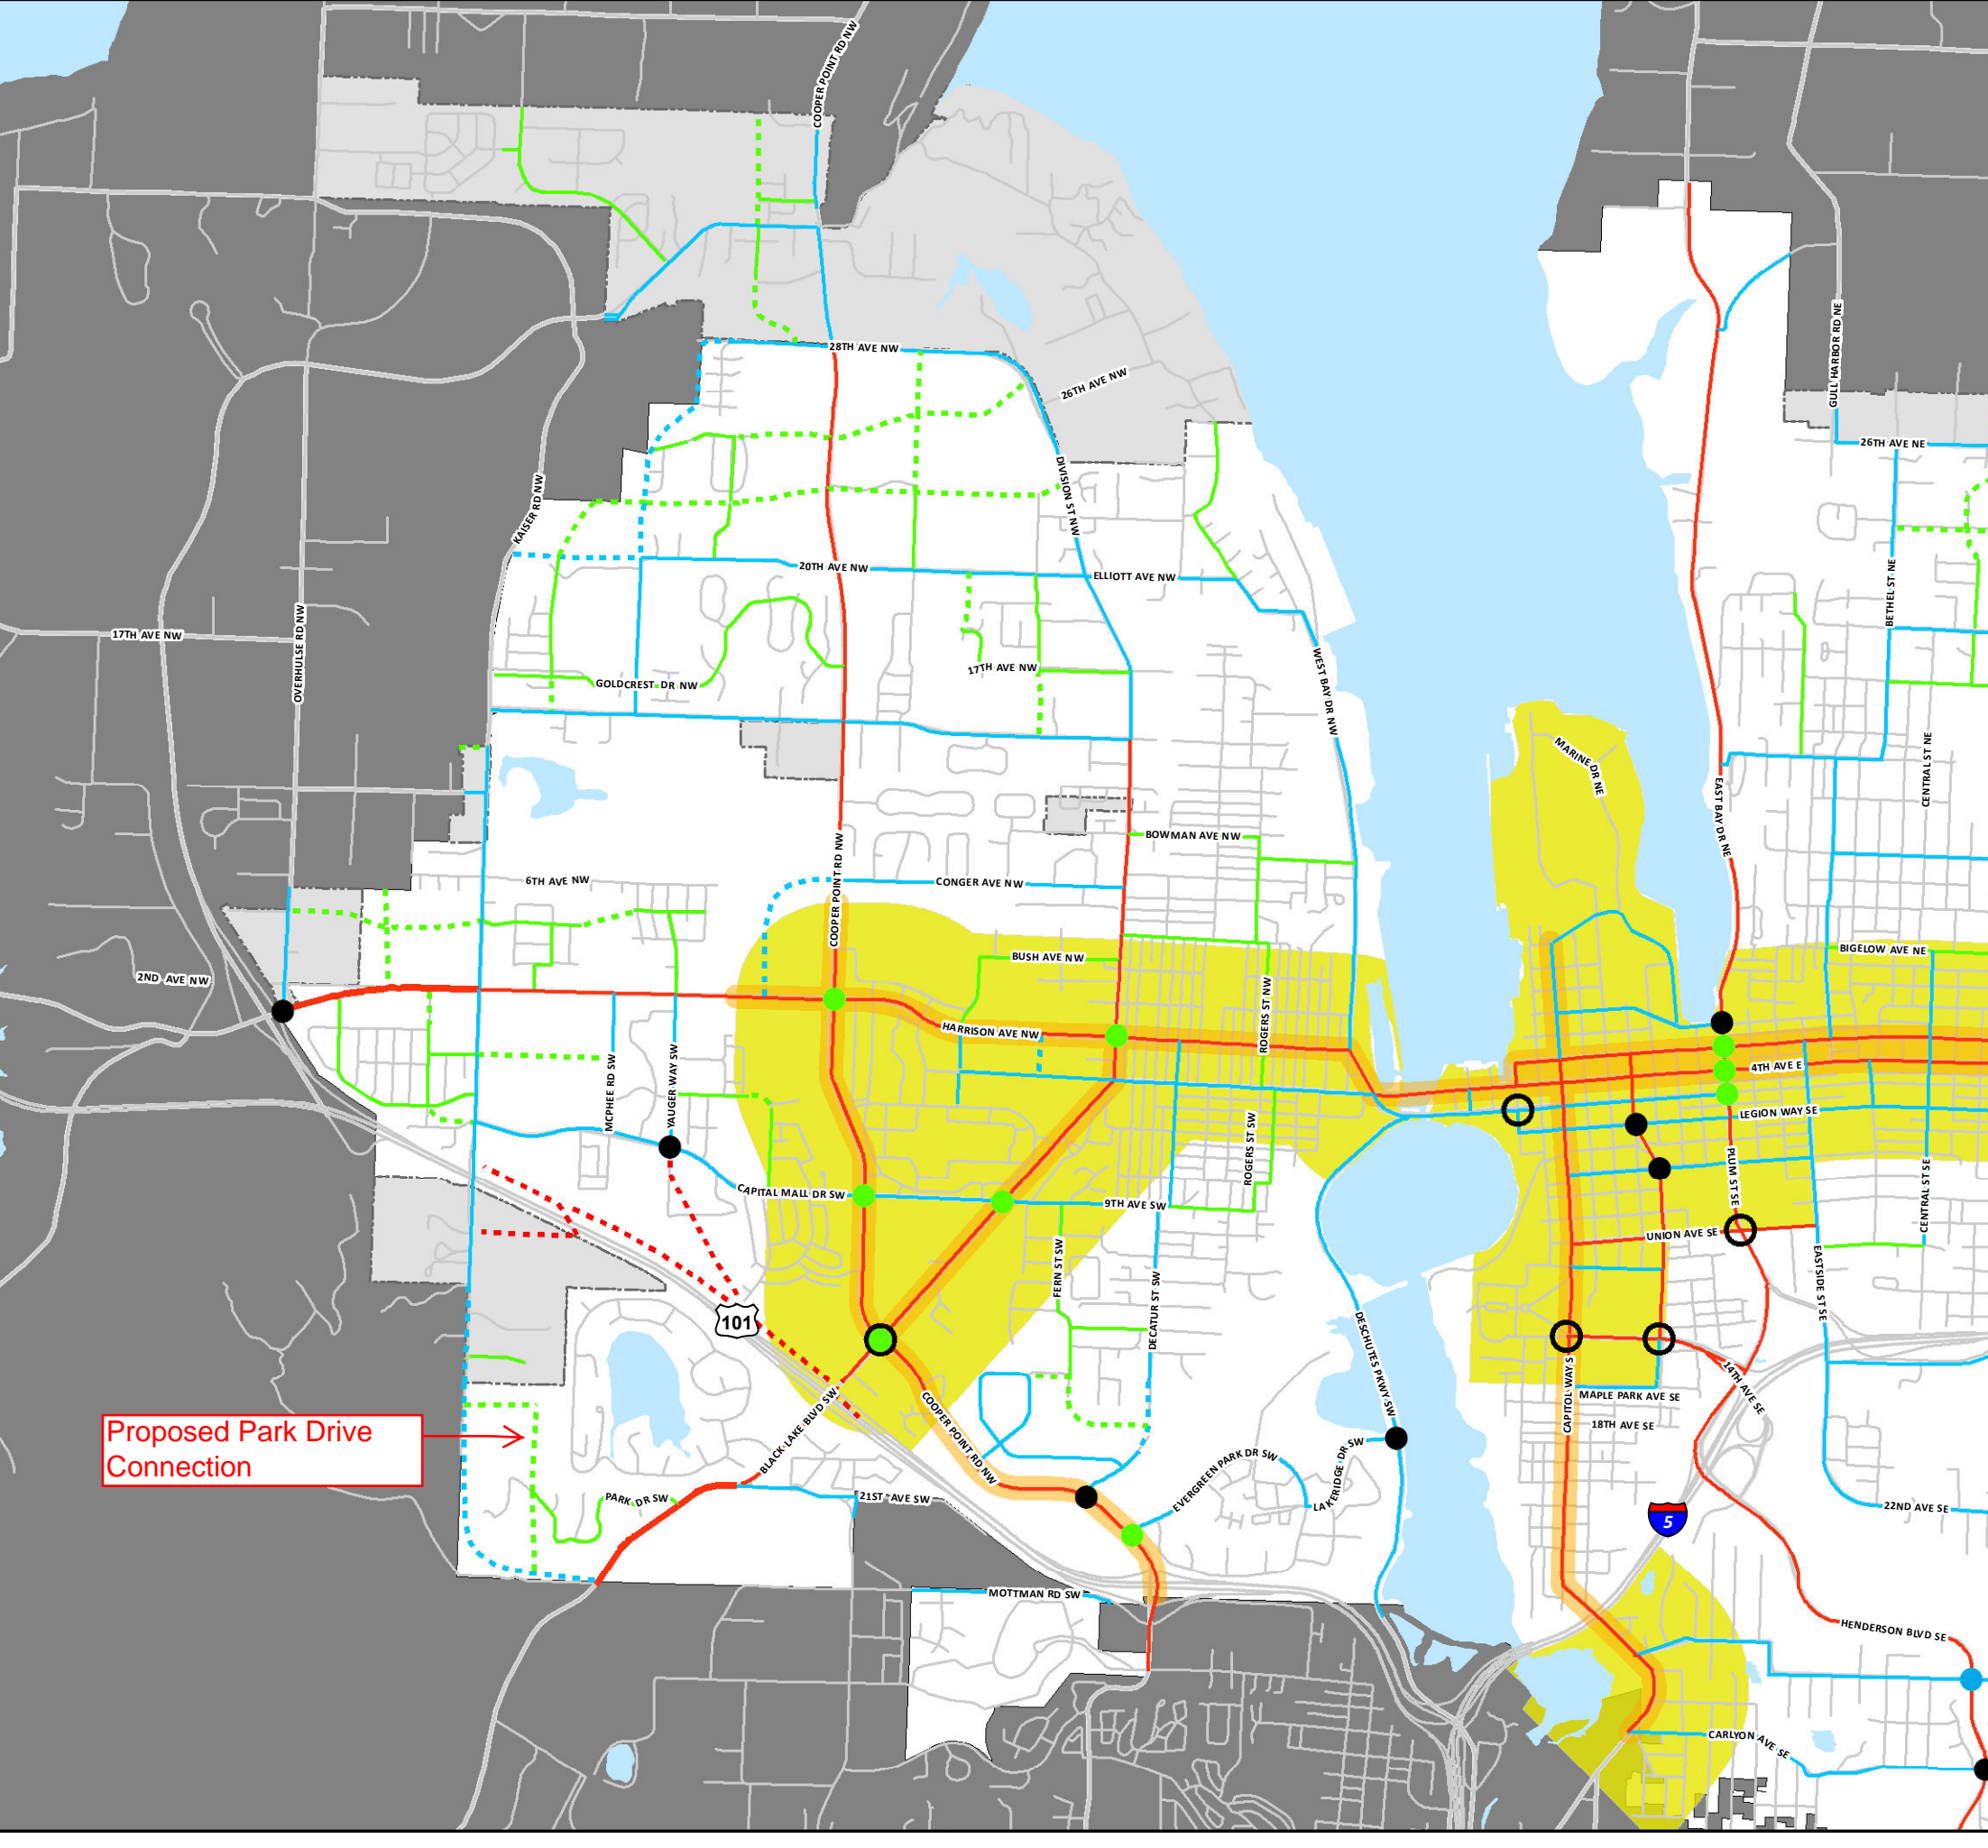 COOPER POINT RD NW
28TH AVE NW
26TH AVE NW
GULL HARBOR RD NE
26TH AVE NE
KAISER RD NW
DIVISION ST NW
20TH AVE NW
ELLIOTT AVE NW
BETHEL ST NE
17TH AVE NW
OVERHULSE RD NW
17TH AVE NW
GOLDCREST DR NW
WEST BAY DR NW
MARINE DR NE
EAST BAY DR NE
CENTRAL ST NE
BOWMAN AVE NW
COOPER POINT RD NW
6TH AVE NW
CONGER AVE NW
2ND AVE NW
BUSH AVE NW
BIGELOW AVE NE
HARRISON AVE NW
ROGERS ST NW
4TH AVE E
LEGION WAY SE
MCPHEE RD SW
YAUGER WAY SW
ROGERS ST SW
PLUM ST SE
CAPITAL MALL DR SW
9TH AVE SW
UNION AVE SE
CENTRAL ST SE
FERN ST SW
DECATUR ST SW
EASTSIDE ST SE
101
DESCHUTES PKWY SW
CAPITOL WAY S
14TH AVE SE
MAPLE PARK AVE SE
18TH AVE SE
Proposed Park Drive
Connection
BLACK LAKE BLVD SW
COOPER POINT RD NW
EVERGREEN PARK DR SW
LAKERIDGE DR SW
PARK DR SW
21ST AVE SW
22ND AVE SE
5
MOTTMAN RD SW
HENDERSON BLVD SE
CARLYON AVE SE